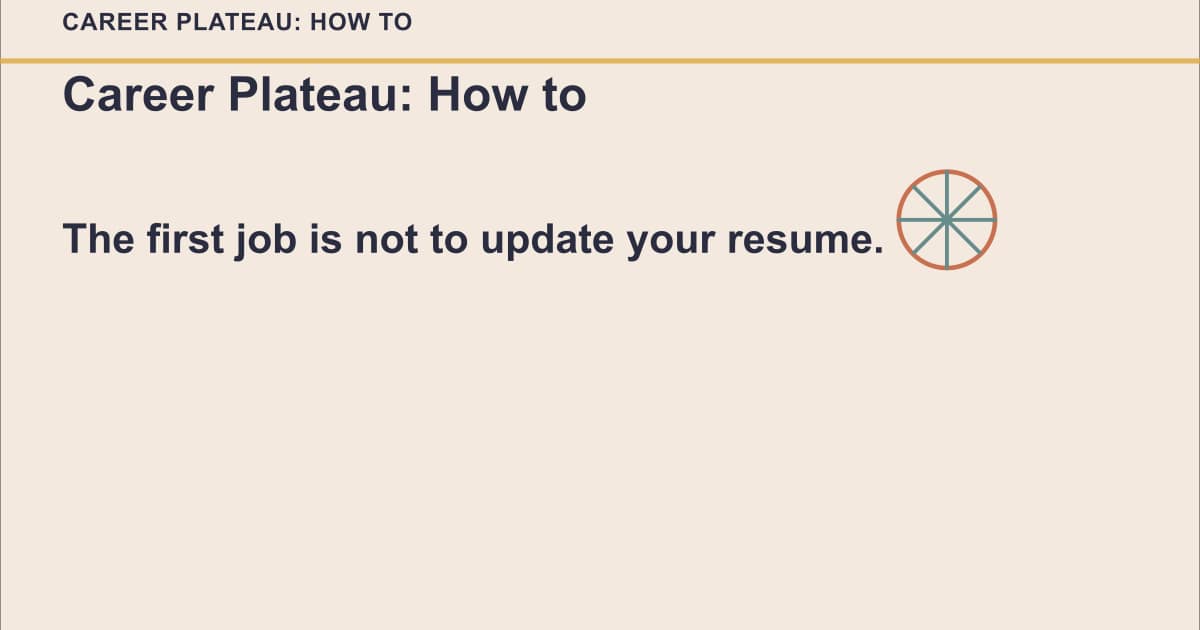 CAREER PLATEAU: HOW TO
Career Plateau: How to
The first job is not to update your resume.